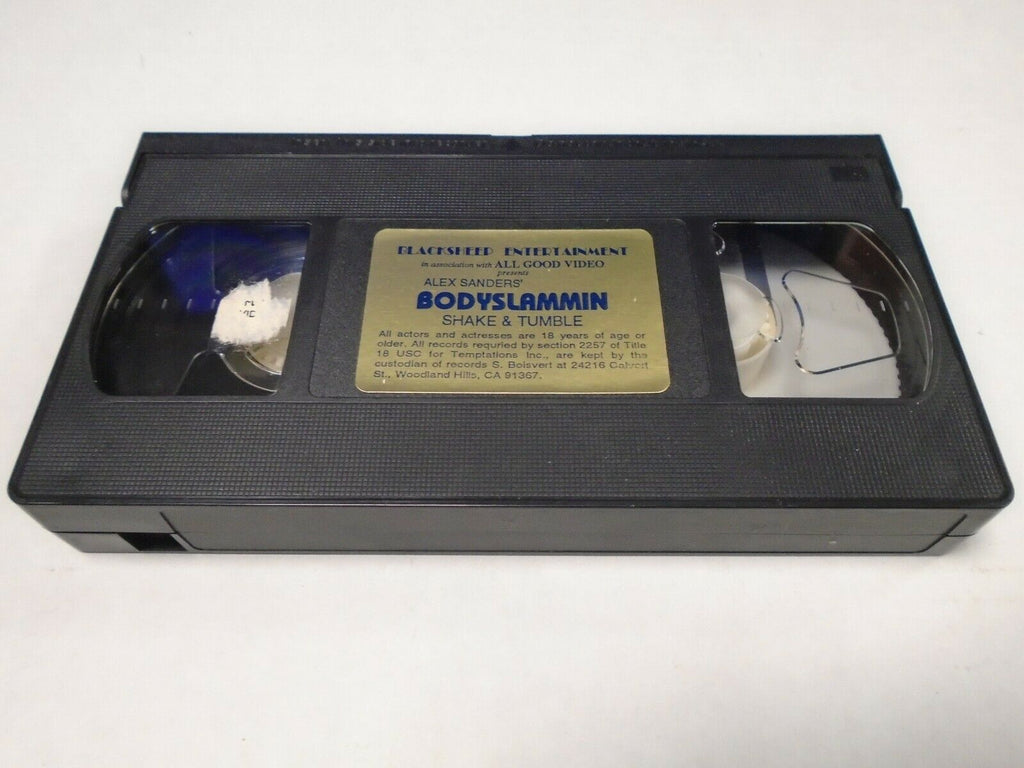 BLACKSHEEP ENTERTAINMENT
in association with ALL GOOD VIDEO
presents
ALEX SANDERS'
BODYSLAMMIN
SHAKE & TUMBLE
All actors and actresses are 18 years of age or
older. All records requried by section 2257 of Title
18 USC for Temptations Inc., are kept by the
custodian of records S. Boisvert at 24216 Calvert
St., Woodland Hills, CA 91367.